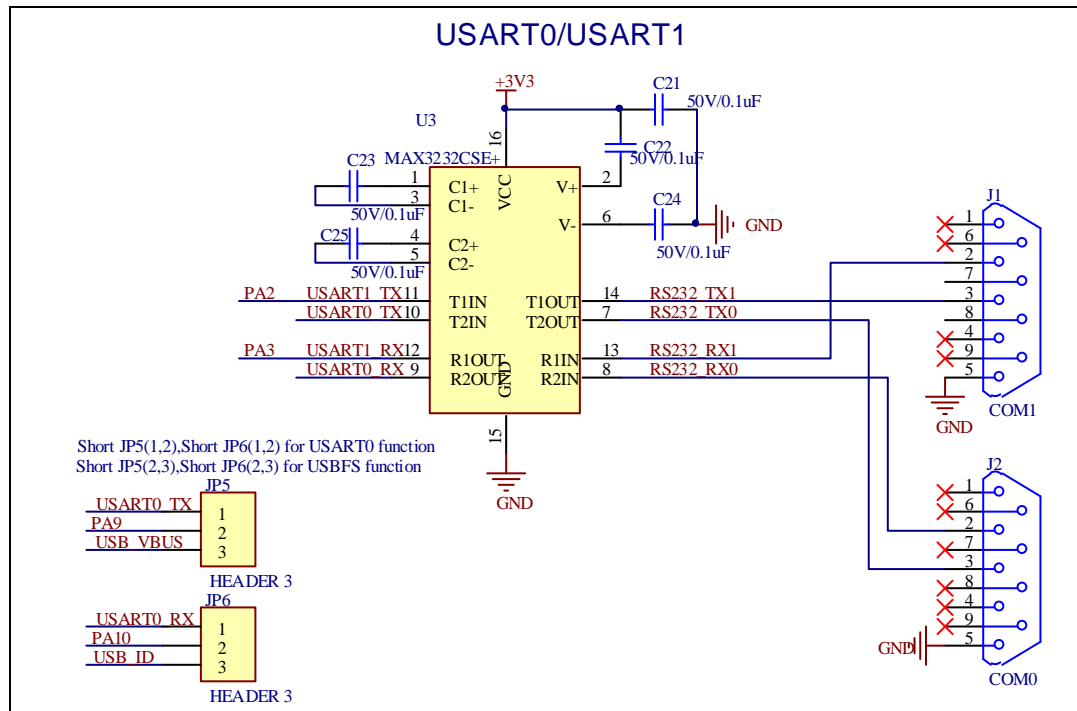 USART0/USART1
+3V3
C21
50V/0.1uF
U3
16
C22
50V/0.1uF
MAX3232CSE+
C23
1
C1+
VCC
V+
2
3
C1-
50V/0.1uF
C24
V-
6
GND
50V/0.1uF
C25
4
C2+
5
C2-
50V/0.1uF
PA2
USART1_TX
11
T1IN
T1OUT
14
RS232_TX1
USART0_TX
10
T2IN
T2OUT
7
RS232_TX0
PA3
USART1_RX
12
R1OUT
GND
R1IN
13
RS232_RX1
USART0_RX
9
R2OUT
R2IN
8
RS232_RX0
15
GND
J1
1
6
2
7
3
8
4
9
5
GND
COM1
Short JP5(1,2),Short JP6(1,2) for USART0 function
Short JP5(2,3),Short JP6(2,3) for USBFS function
JP5
USART0_TX
1
PA9
2
USB_VBUS
3
HEADER 3
JP6
USART0_RX
1
PA10
2
USB_ID
3
HEADER 3
J2
1
6
2
7
3
8
4
9
5
GND
COM0